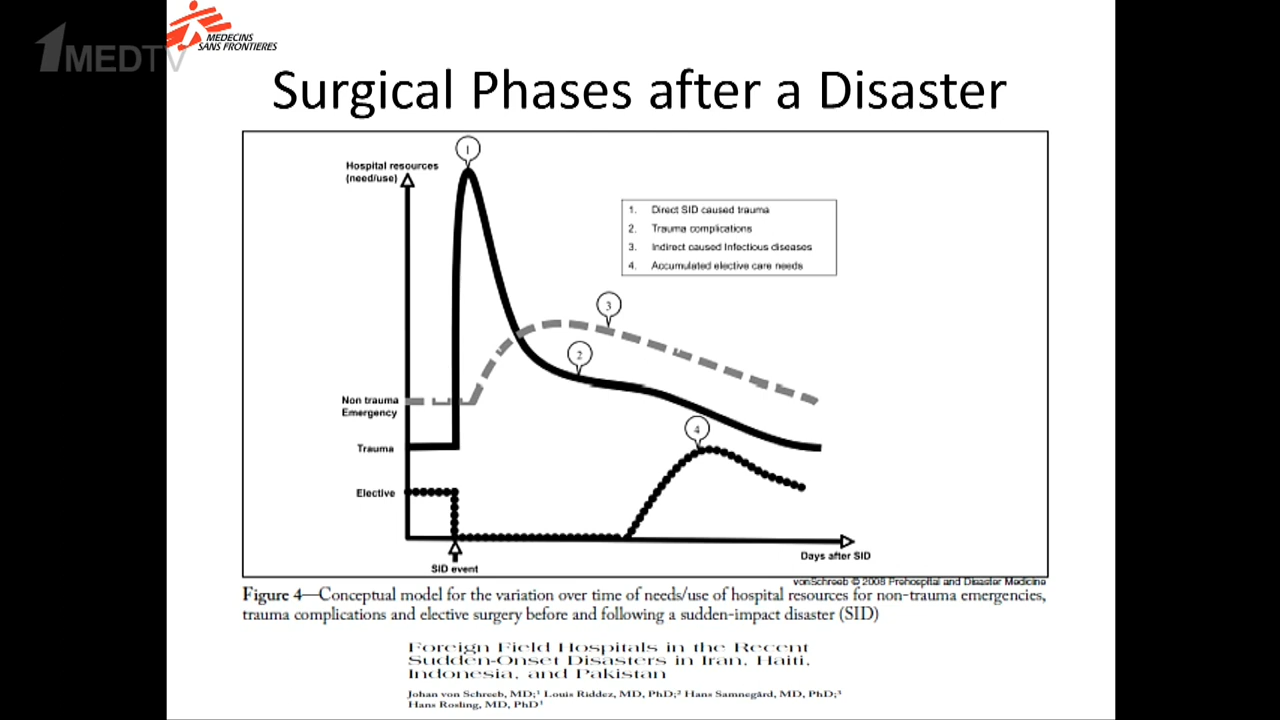 1MEDTV
MEDECINS
SANS FRONTIERES
Surgical Phases after a Disaster
Hospital resources
(need/use)
1
1. Direct SID caused trauma
2. Trauma complications
3. Indirect caused Infectious diseases
4. Accumulated elective care needs
3
2
Non trauma
Emergency
4
Trauma
Elective
Days after SID
SID event
vonSchreeb © 2008 Prehospital and Disaster Medicine
Figure 4—Conceptual model for the variation over time of needs/use of hospital resources for non-trauma emergencies,
trauma complications and elective surgery before and following a sudden-impact disaster (SID)
Foreign Field Hospitals in the Recent
Sudden-Onset Disasters in Iran, Haiti,
Indonesia, and Pakistan
Johan von Schreeb, MD;¹ Louis Riddez, MD, PhD;² Hans Samnegård, MD, PhD;³
Hans Rosling, MD, PhD¹